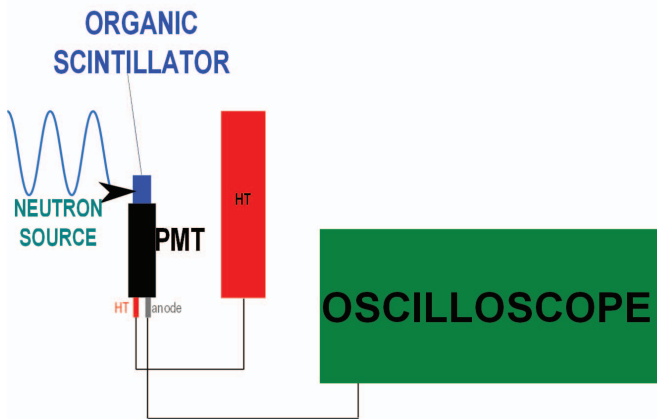 ORGANIC
SCINTILLATOR
HT
NEUTRON
SOURCE
PMT
OSCILLOSCOPE
HT
anode